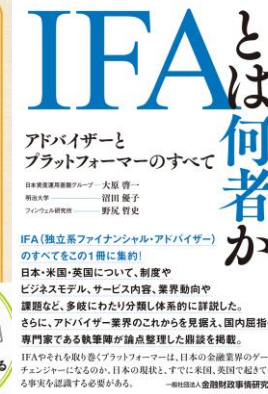 IFAとは何者か
アドバイザーと
プラットフォーマーのすべて
日本資産運用基盤グループ 大原 啓一
明治大学 沼田 優子
フィンウェル研究所 野尻 哲史
IFA(独立系ファイナンシャル・アドバイザー)
のすべてをこの1冊に集約!
日本・米国・英国について、制度や
ビジネスモデル、サービス内容、業界動向や
課題など、多岐にわたり分類し体系的に詳説した。
さらに、アドバイザー業界のこれからを見据え、国内屈指
専門家である執筆陣が論点整理した鼎談を掲載。
IFAやそれを取り巻くプラットフォーマーは、日本の金融業界のゲー
チェンジャーになるのか。日本の現状と、すでに米国、英国で起きて
る事実を認識する必要がある。
一般社団法人 金融財政事情研究
る